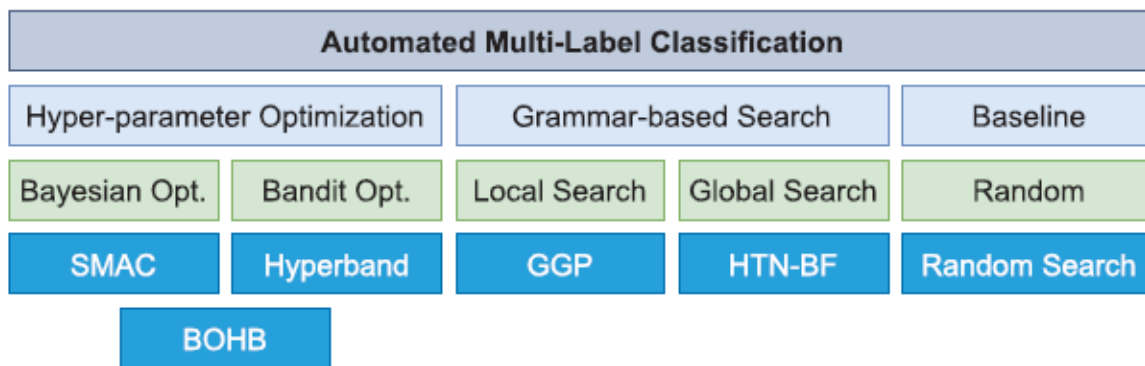 Automated Multi-Label Classification
Hyper-parameter Optimization Grammar-based Search Baseline
Bayesian Opt. Bandit Opt. Local Search Global Search Random
SMAC Hyperband GGP HTN-BF Random Search
BOHB